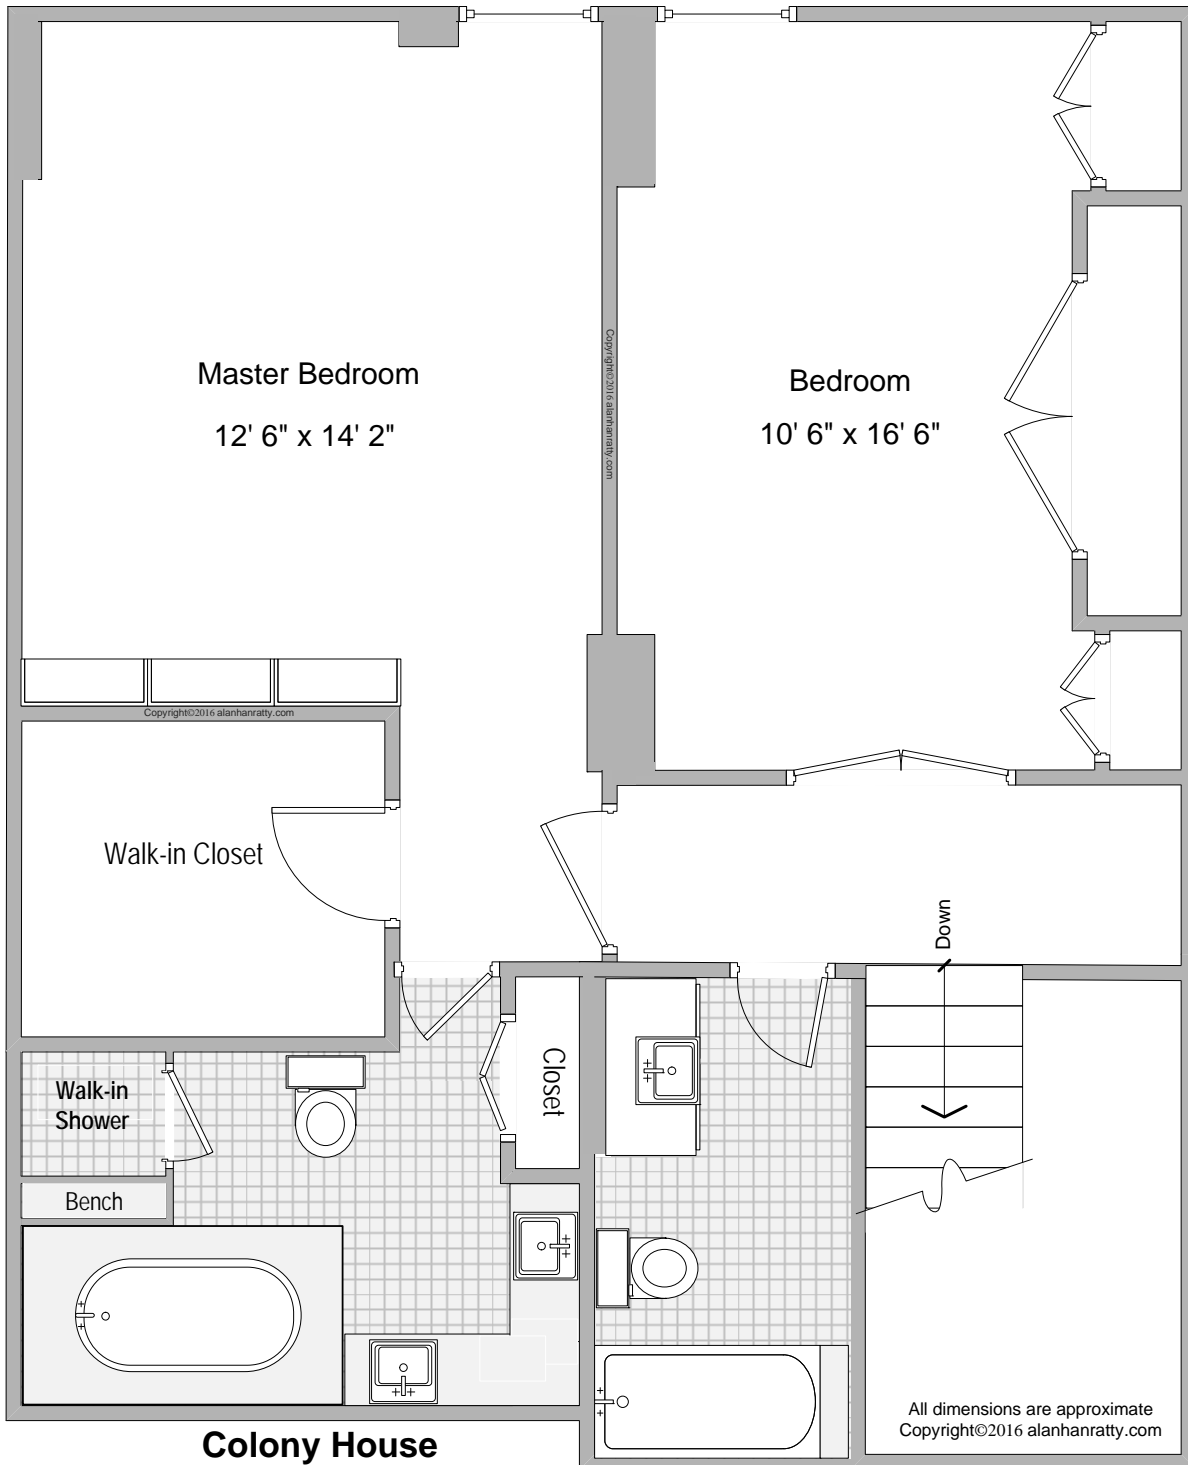 Master Bedroom
12' 6" x 14' 2"
Copyright©2016 alanhanratty.com
Bedroom
10' 6" x 16' 6"
Copyright©2016 alanhanratty.com
Walk-in Closet
Down
Closet
Walk-in
Shower
Bench
All dimensions are approximate
Copyright©2016 alanhanratty.com
Colony House